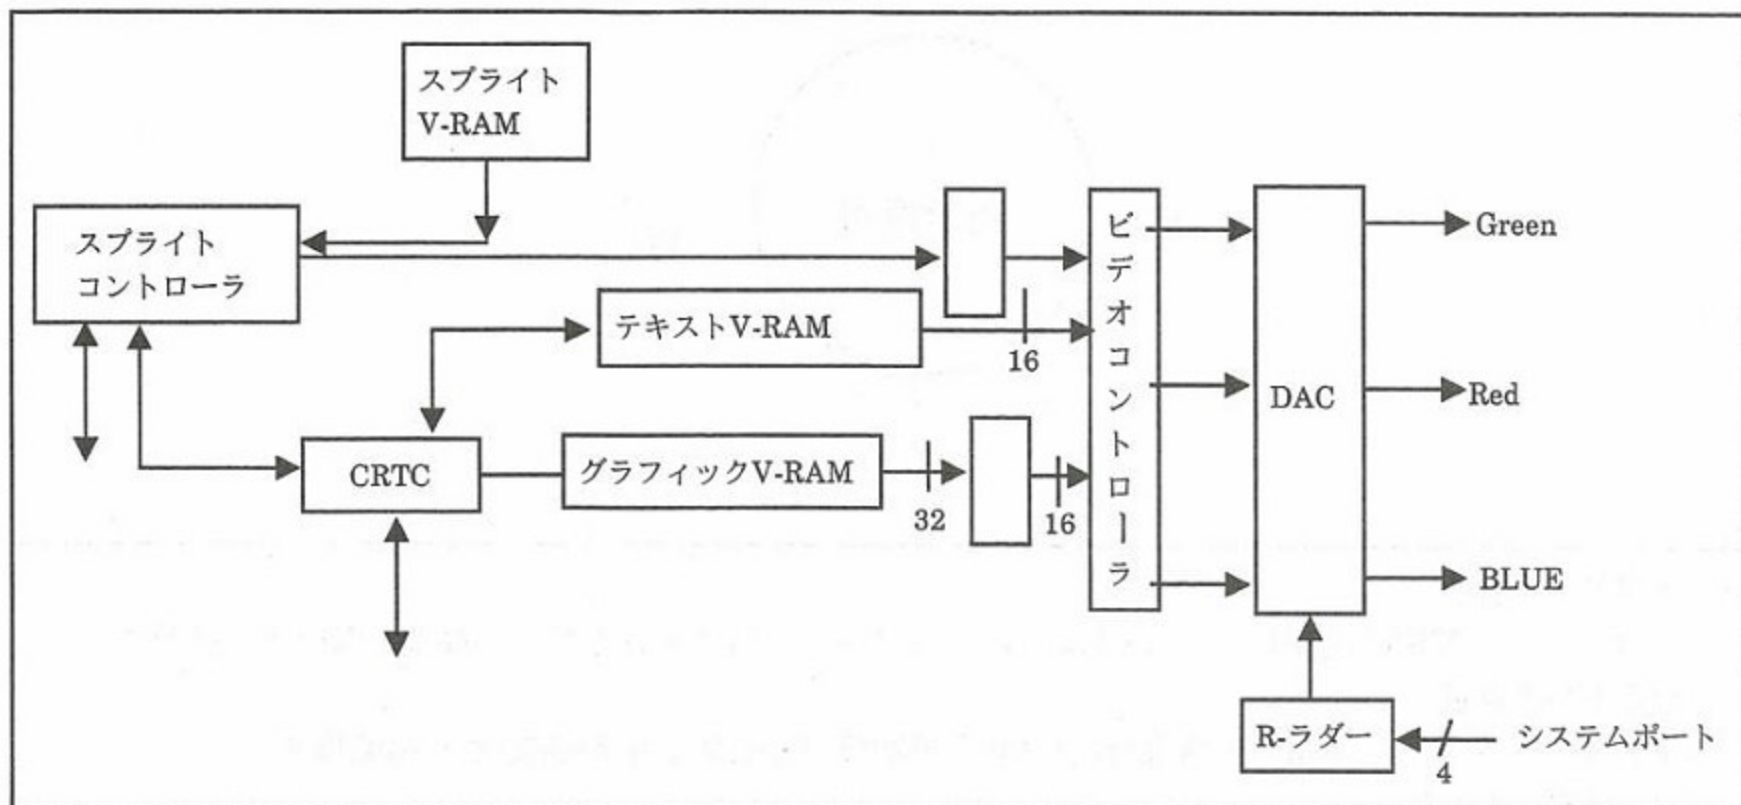 スプライト
V-RAM
スプライト
コントローラ
テキストV-RAM
16
CRTC
グラフィックV-RAM
32
16
ビデオコントローラ
DAC
Green
Red
BLUE
R-ラダー
4
システムポート